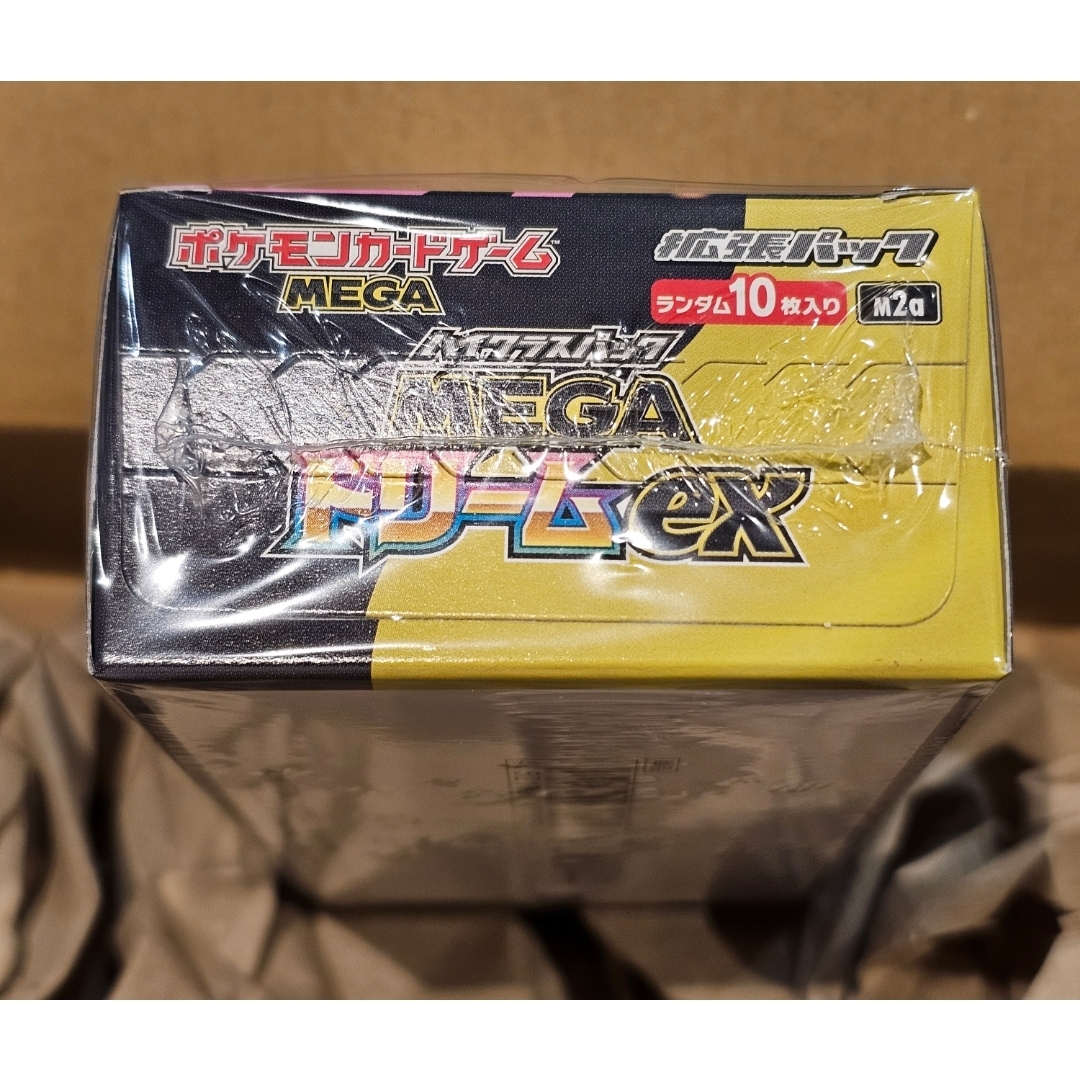 ポケモンカードゲーム™
MEGA
拡張パック
ランダム10枚入り M2a
ハイクラスパック
MEGA
ドリームex